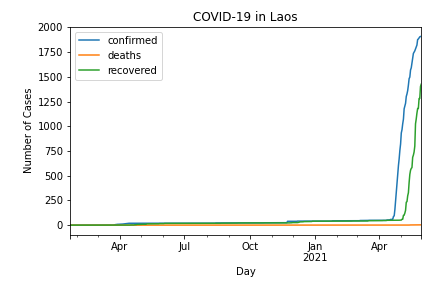 COVID-19 in Laos
confirmed
deaths
recovered
Number of Cases
2000
1750
1500
1250
1000
750
500
250
0
Apr
Jul
Oct
Jan
2021
Apr
Day